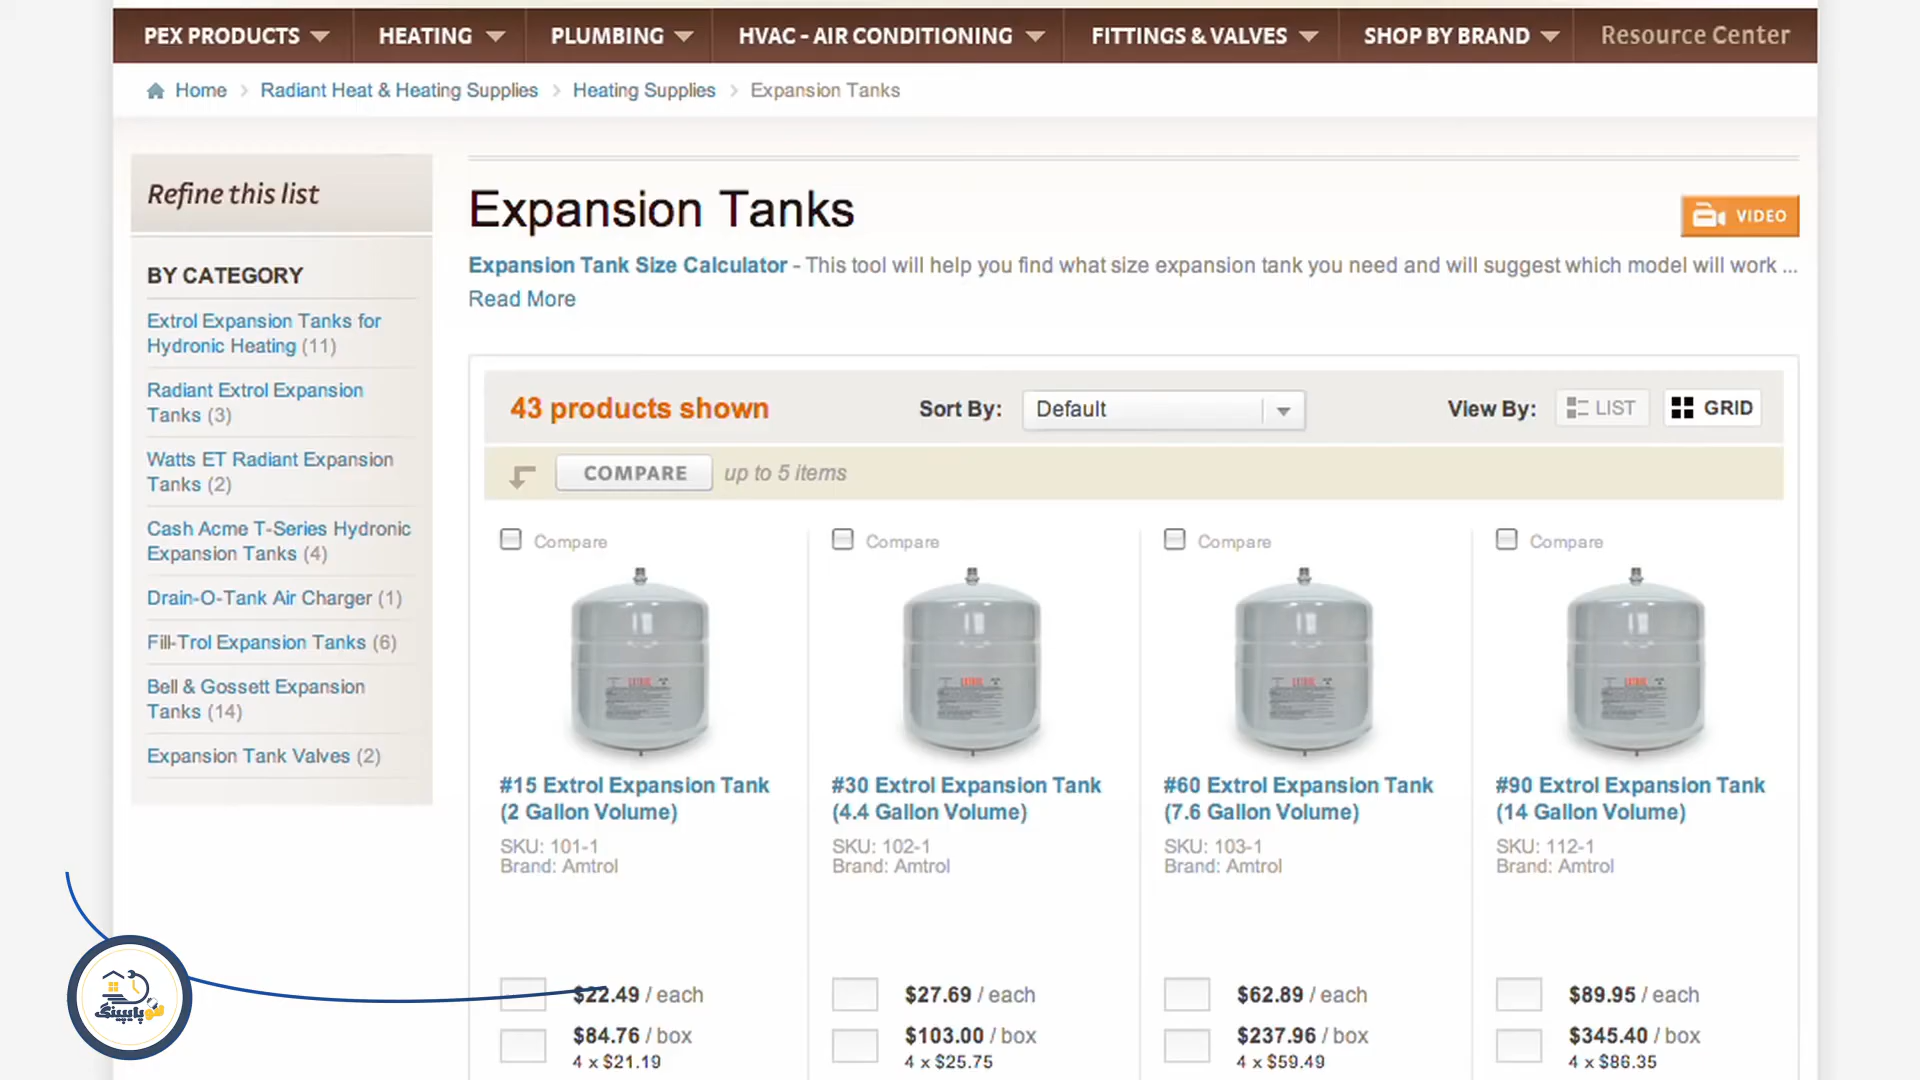 PEX PRODUCTS HEATING PLUMBING HVAC - AIR CONDITIONING FITTINGS & VALVES SHOP BY BRAND Resource Center
Home > Radiant Heat & Heating Supplies > Heating Supplies > Expansion Tanks
Refine this list
BY CATEGORY
Extrol Expansion Tanks for
Hydronic Heating (11)
Radiant Extrol Expansion
Tanks (3)
Watts ET Radiant Expansion
Tanks (2)
Cash Acme T-Series Hydronic
Expansion Tanks (4)
Drain-O-Tank Air Charger (1)
Fill-Trol Expansion Tanks (6)
Bell & Gossett Expansion
Tanks (14)
Expansion Tank Valves (2)
Expansion Tanks
VIDEO
Expansion Tank Size Calculator - This tool will help you find what size expansion tank you need and will suggest which model will work ...
Read More
43 products shown Sort By: Default View By: LIST GRID
COMPARE up to 5 items
Compare Compare Compare Compare
EXTROL EXTROL EXTROL EXTROL
#15 Extrol Expansion Tank
(2 Gallon Volume)
SKU: 101-1
Brand: Amtrol
$22.49 / each
$84.76 / box
4 x $21.19
#30 Extrol Expansion Tank
(4.4 Gallon Volume)
SKU: 102-1
Brand: Amtrol
$27.69 / each
$103.00 / box
4 x $25.75
#60 Extrol Expansion Tank
(7.6 Gallon Volume)
SKU: 103-1
Brand: Amtrol
$62.89 / each
$237.96 / box
4 x $59.49
#90 Extrol Expansion Tank
(14 Gallon Volume)
SKU: 112-1
Brand: Amtrol
$89.95 / each
$345.40 / box
4 x $86.35